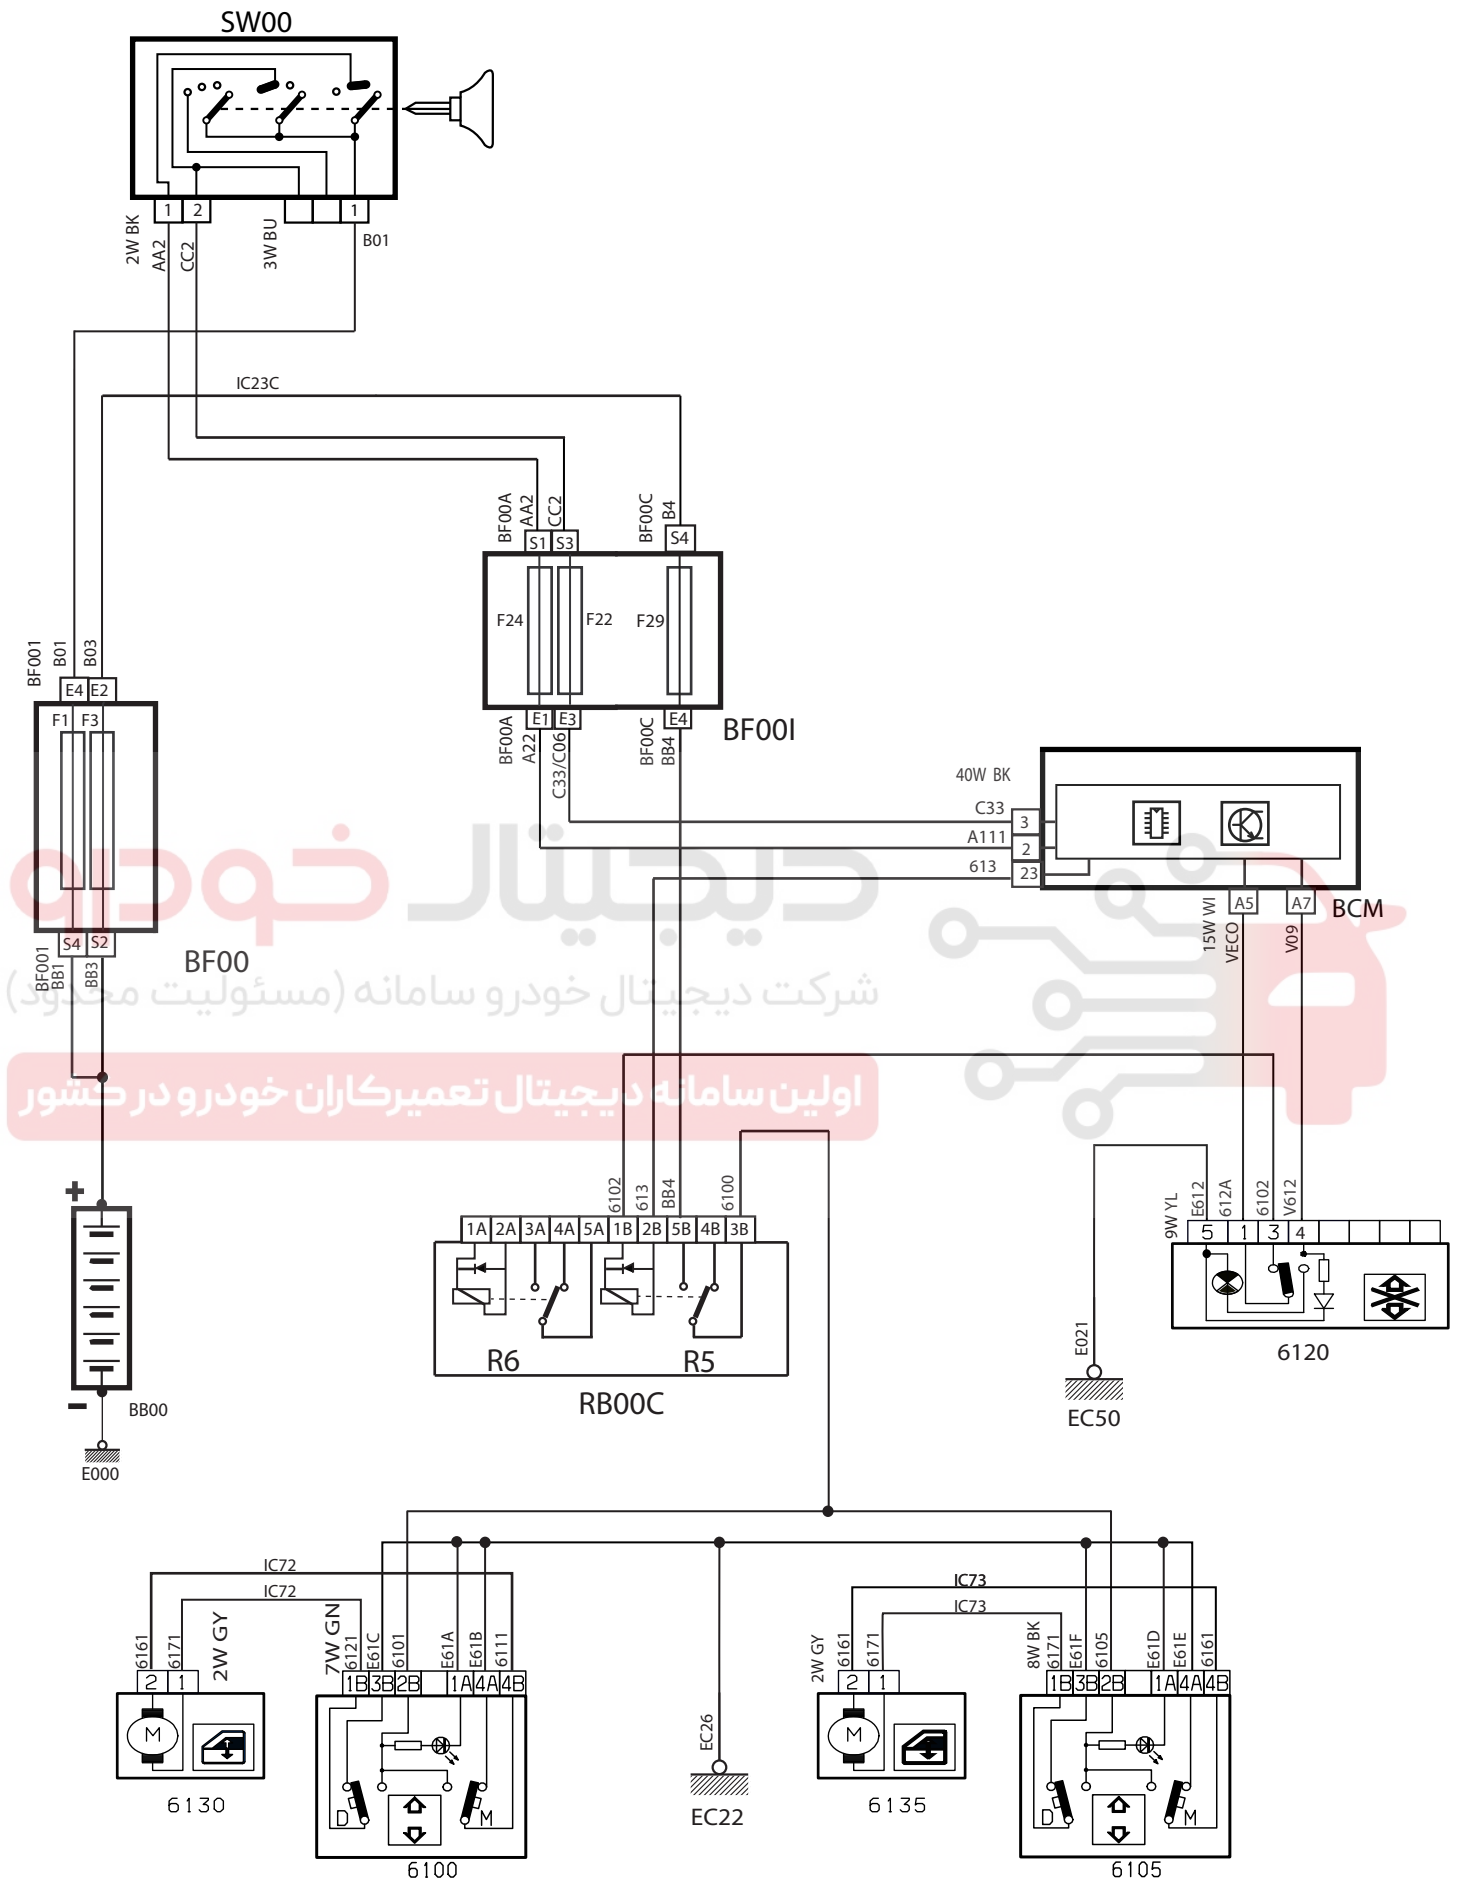 SW00
1 2 1
2W BK
AA2
CC2
3W BU
B01
IC23C
BF00A
AA2
CC2
BF00C
B4
S1 S3 S4
F24 F22 F29
BF001
B01
B03
E4 E2
F1 F3
E1 E3 E4
BF00I
BF00A
A22
C33/C06
BF00C
BB4
40W BK
C33 3
A111 2
613 23
A5 A7
BCM
15W WI
VECO
V09
S4 S2
BF00
BF001
BB1
BB3
دیجیتال خودرو
شرکت دیجیتال خودرو سامانه (مسئولیت محدود)
اولین سامانه دیجیتال تعمیرکاران خودرو در کشور
+
6102
613
BB4
6100
9W YL
E612
612A
6102
V612
1A 2A 3A 4A 5A 1B 2B 5B 4B 3B
5 1 3 4
R6 R5
RB00C
6120
E021
EC50
-
BB00
E000
IC72
IC72
IC73
IC73
6161
6171
2W GY
7W GN
6121
E61C
6101
E61A
E61B
6111
2W GY
6161
6171
8W BK
6171
E61F
6105
E61D
E61E
6161
2 1
1B 3B 2B 1A 4A 4B
2 1
1B 3B 2B 1A 4A 4B
M
M
EC26
D M
D M
6130
6135
EC22
6100
6105